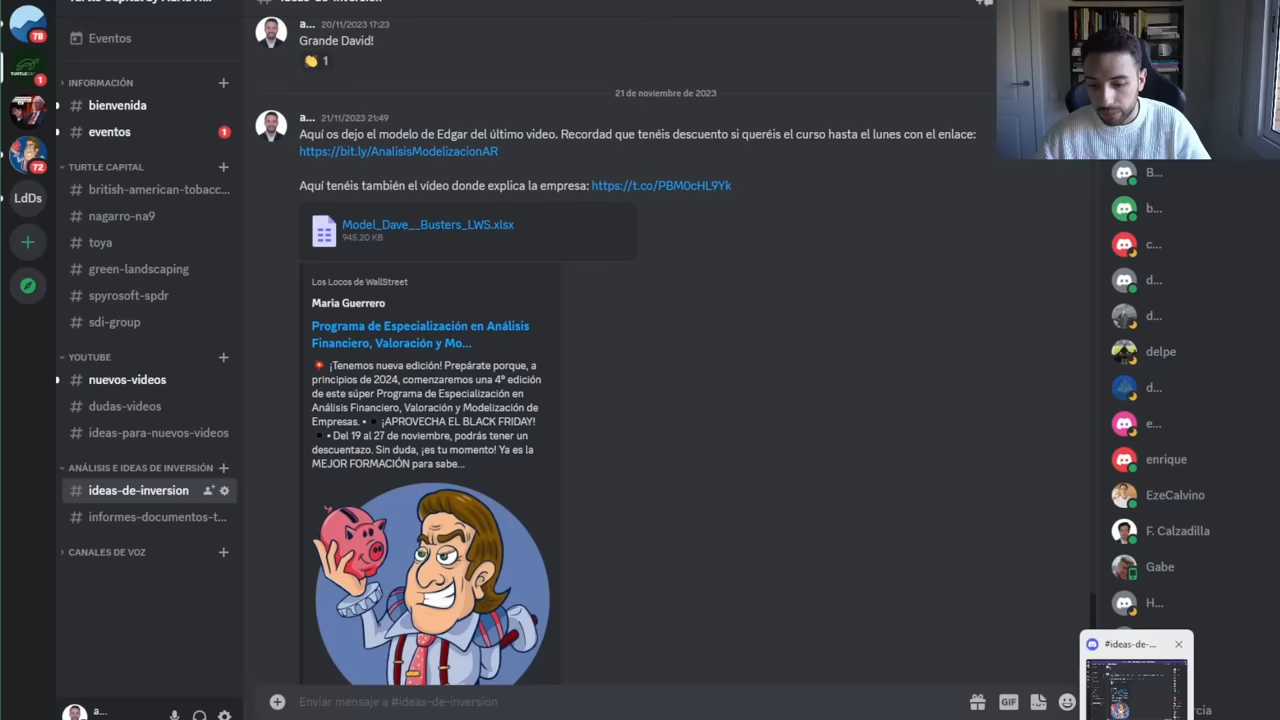 78
1
72
LdDs
Eventos
INFORMACIÓN
bienvenida
eventos
1
TURTLE CAPITAL
british-american-tobacc...
nagarro-na9
toya
green-landscaping
spyrosoft-spdr
sdi-group
YOUTUBE
nuevos-videos
dudas-videos
ideas-para-nuevos-videos
ANÁLISIS E IDEAS DE INVERSIÓN
ideas-de-inversion
informes-documentos-t...
CANALES DE VOZ
a...
a... 20/11/2023 17:23
Grande David!
1
21 de noviembre de 2023
a... 21/11/2023 21:49
Aquí os dejo el modelo de Edgar del último video. Recordad que tenéis descuento si queréis el curso hasta el lunes con el enlace:
https://bit.ly/AnalisisModelizacionAR
Aquí tenéis también el vídeo donde explica la empresa: https://t.co/PBM0cHL9Yk
Model_Dave__Busters_LWS.xlsx
945.20 KB
Los Locos de WallStreet
Maria Guerrero
Programa de Especialización en Análisis
Financiero, Valoración y Mo...
¡Tenemos nueva edición! Prepárate porque, a
principios de 2024, comenzaremos una 4ª edición
de este súper Programa de Especialización en
Análisis Financiero, Valoración y Modelización de
Empresas. ▪️ ▪️ ¡APROVECHA EL BLACK FRIDAY!
▪️ ▪️ Del 19 al 27 de noviembre, podrás tener un
descuentazo. Sin duda, ¡es tu momento! Ya es la
MEJOR FORMACIÓN para sabe...
Enviar mensaje a #ideas-de-inversion
GIF
B...
b...
c...
d...
d...
delpe
d...
e...
enrique
EzeCalvino
F. Calzadilla
Gabe
H...
#ideas-de-...